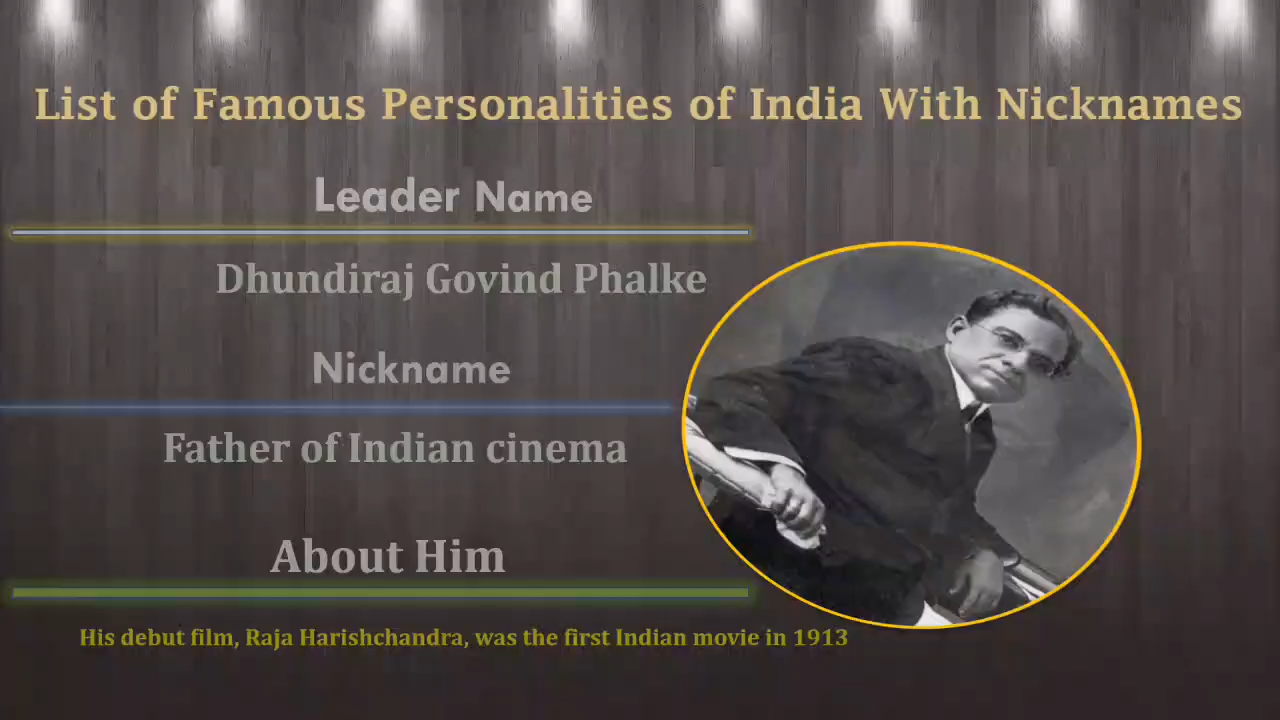 List of Famous Personalities of India With Nicknames
Leader Name
Dhundiraj Govind Phalke
Nickname
Father of Indian cinema
About Him
His debut film, Raja Harishchandra, was the first Indian movie in 1913